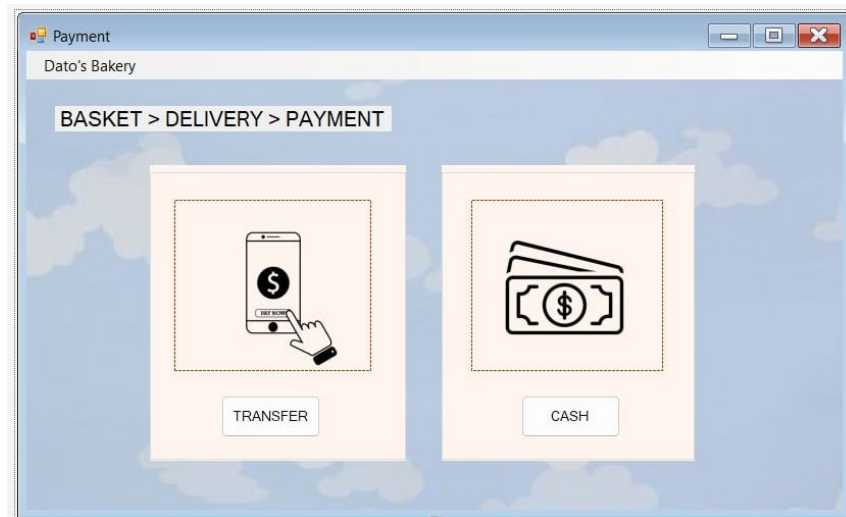 Payment
Dato's Bakery
BASKET > DELIVERY > PAYMENT
$
PAY NOW
$
TRANSFER
CASH